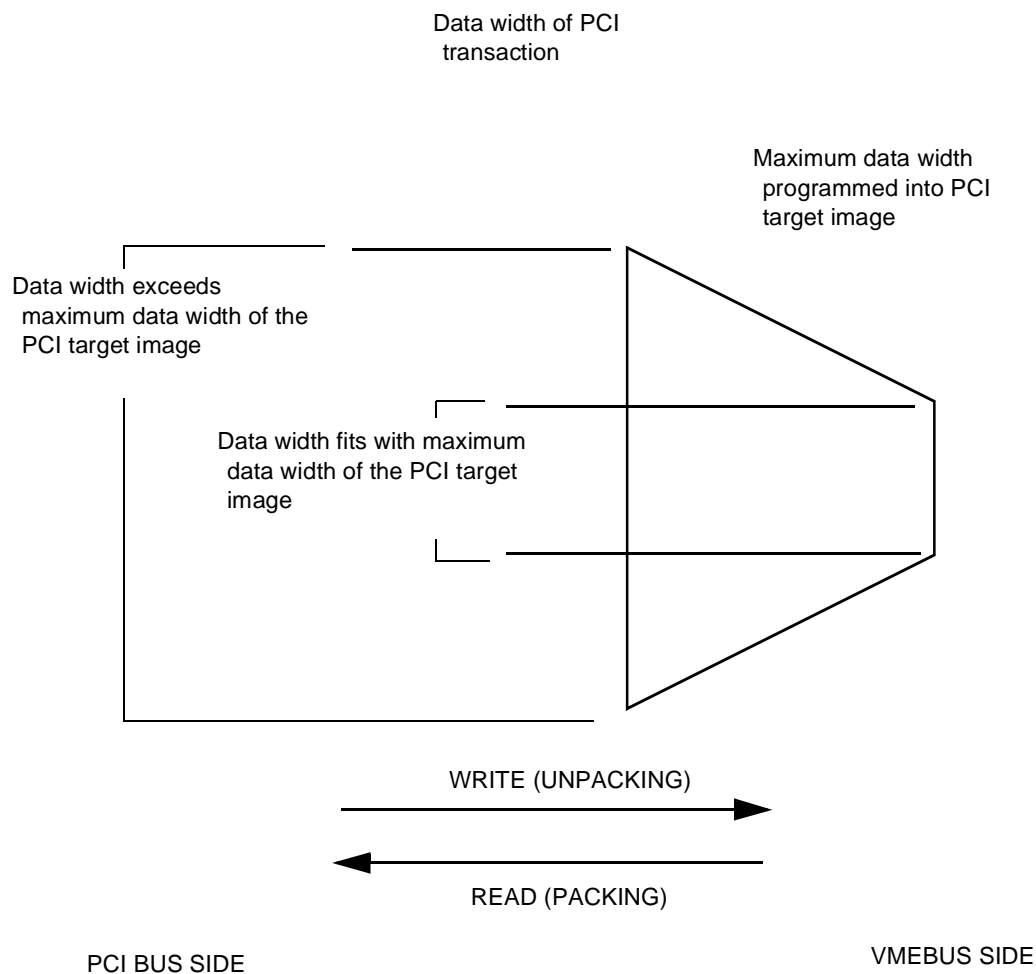 Data width of PCI
transaction
Maximum data width
programmed into PCI
target image
Data width exceeds
maximum data width of the
PCI target image
Data width fits with maximum
data width of the PCI target
image
WRITE (UNPACKING)
READ (PACKING)
PCI BUS SIDE
VMEBUS SIDE